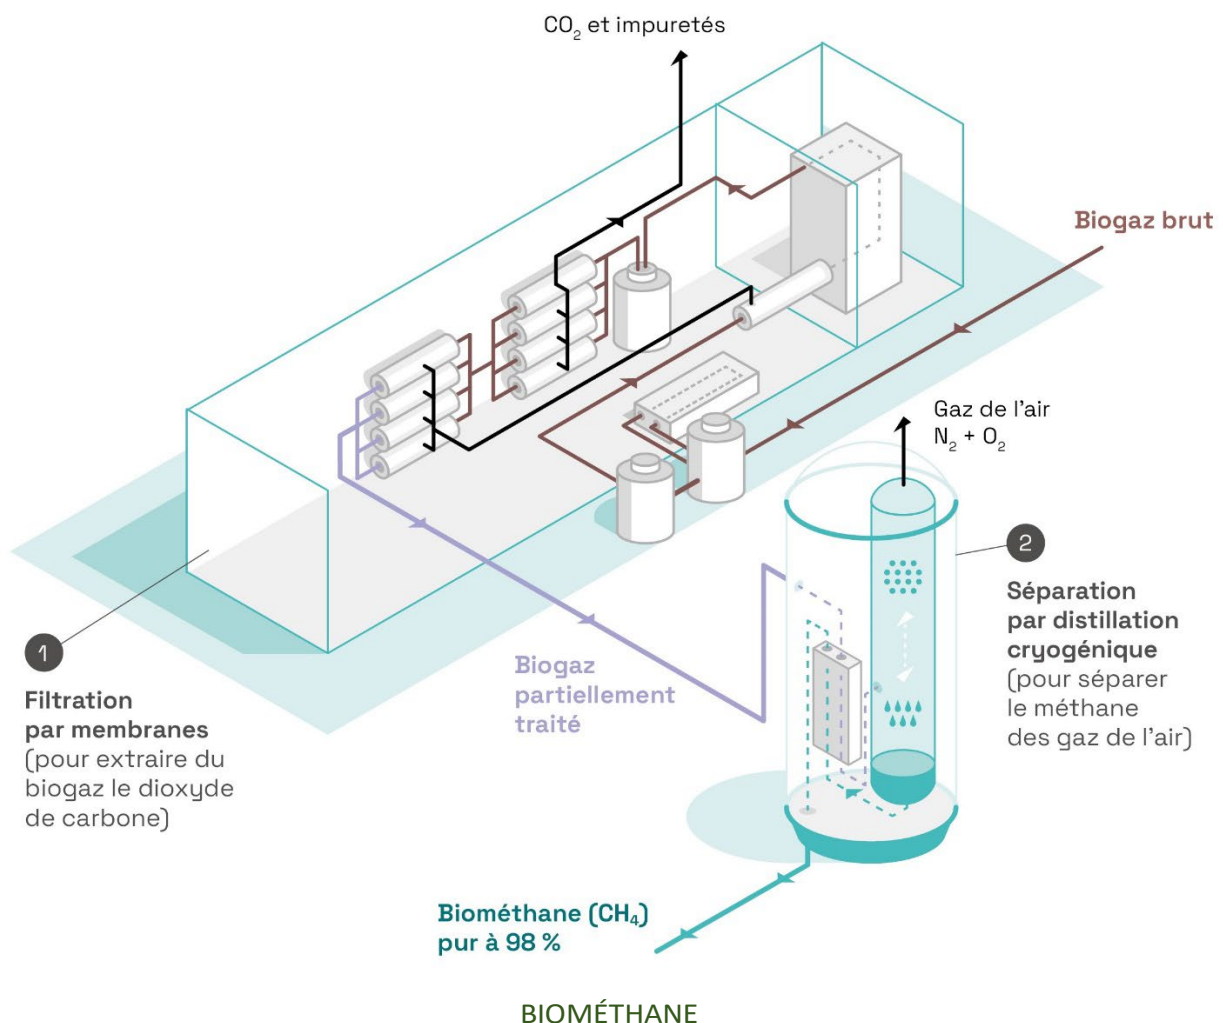 CO₂ et impuretés
Biogaz brut
Gaz de l'air
N₂ + O₂
1
Filtration
par membranes
(pour extraire du
biogaz le dioxyde
de carbone)
Biogaz
partiellement
traité
2
Séparation
par distillation
cryogénique
(pour séparer
le méthane
des gaz de l'air)
Biométhane (CH₄)
pur à 98 %
BIOMÉTHANE